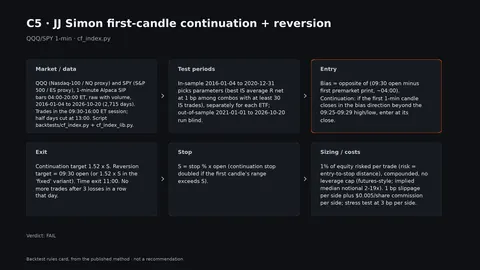 C5 · JJ Simon first-candle continuation + reversion
QQQ/SPY 1-min · cf_index.py
Market / data
QQQ (Nasdaq-100 / NQ proxy) and SPY (S&P
500 / ES proxy), 1-minute Alpaca SIP
bars 04:00-20:00 ET, raw with volume,
2016-01-04 to 2026-10-20 (2,715 days).
Trades in the 09:30-16:00 ET session;
half days cut at 13:00. Script
backtests/cf_index.py + cf_index_iib.py.
Test periods
In-sample 2016-01-04 to 2020-12-31
picks parameters (best IS average R net
at 1 bp among combos with at least 30
IS trades), separately for each ETF;
out-of-sample 2021-01-01 to 2026-10-20
run blind.
Entry
Bias = opposite of (09:30 open minus
first premarket print, ~04:00).
Continuation: if the first 1-min candle
closes in the bias direction beyond the
09:25-09:29 high/low, enter at its
close.
Exit
Continuation target 1.52 x S. Reversion
target = 09:30 open (or 1.52 x S in the
'fixed' variant). Time exit 11:00. No
more trades after 3 losses in a row
that day.
Stop
S = stop % x open (continuation stop
doubled if the first candle's range
exceeds S).
Sizing / costs
1% of equity risked per trade (risk =
entry-to-stop distance), compounded, no
leverage cap (futures-style; implied
median notional 2-19x). 1 bp slippage
per side plus $0.005/share commission
per side; stress test at 3 bp per side.
Verdict: FAIL
Backtest rules card, from the published method · not a recommendation.